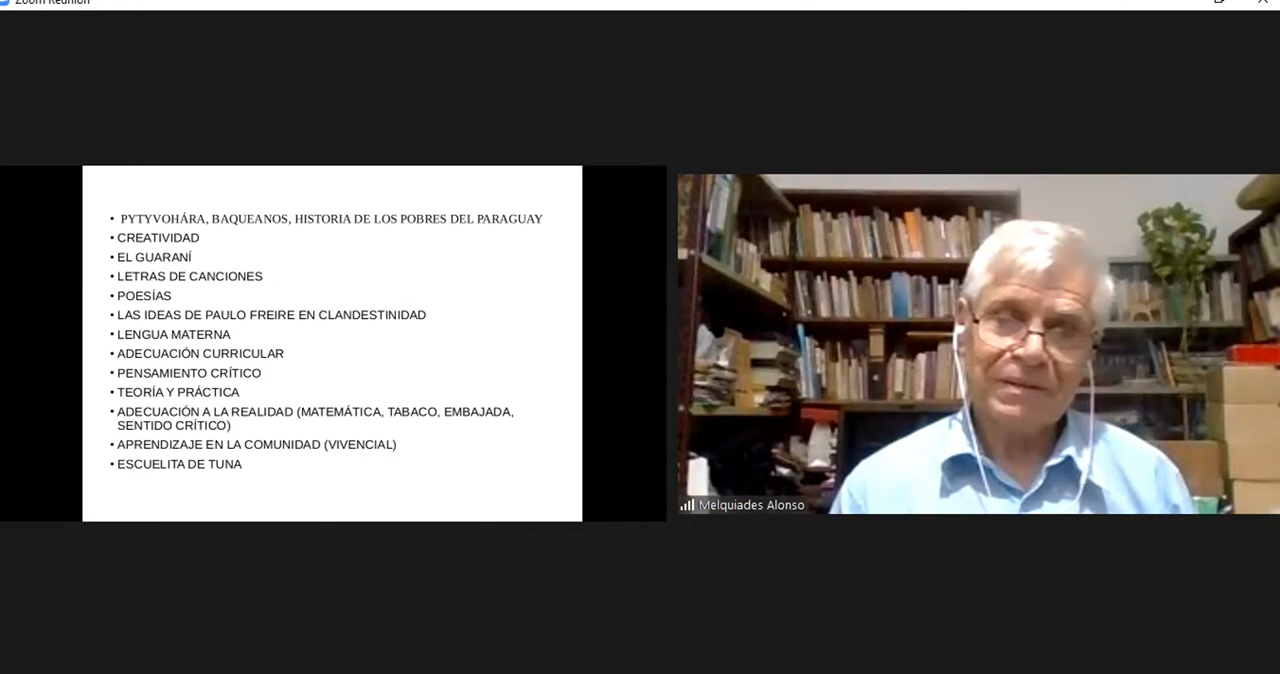 Zoom Reunión
• PYTYVOHÁRA, BAQUEANOS, HISTORIA DE LOS POBRES DEL PARAGUAY
• CREATIVIDAD
• EL GUARANÍ
• LETRAS DE CANCIONES
• POESÍAS
• LAS IDEAS DE PAULO FREIRE EN CLANDESTINIDAD
• LENGUA MATERNA
• ADECUACIÓN CURRICULAR
• PENSAMIENTO CRÍTICO
• TEORÍA Y PRÁCTICA
• ADECUACIÓN A LA REALIDAD (MATEMÁTICA, TABACO, EMBAJADA,
SENTIDO CRÍTICO)
• APRENDIZAJE EN LA COMUNIDAD (VIVENCIAL)
• ESCUELITA DE TUNA
Melquiades Alonso